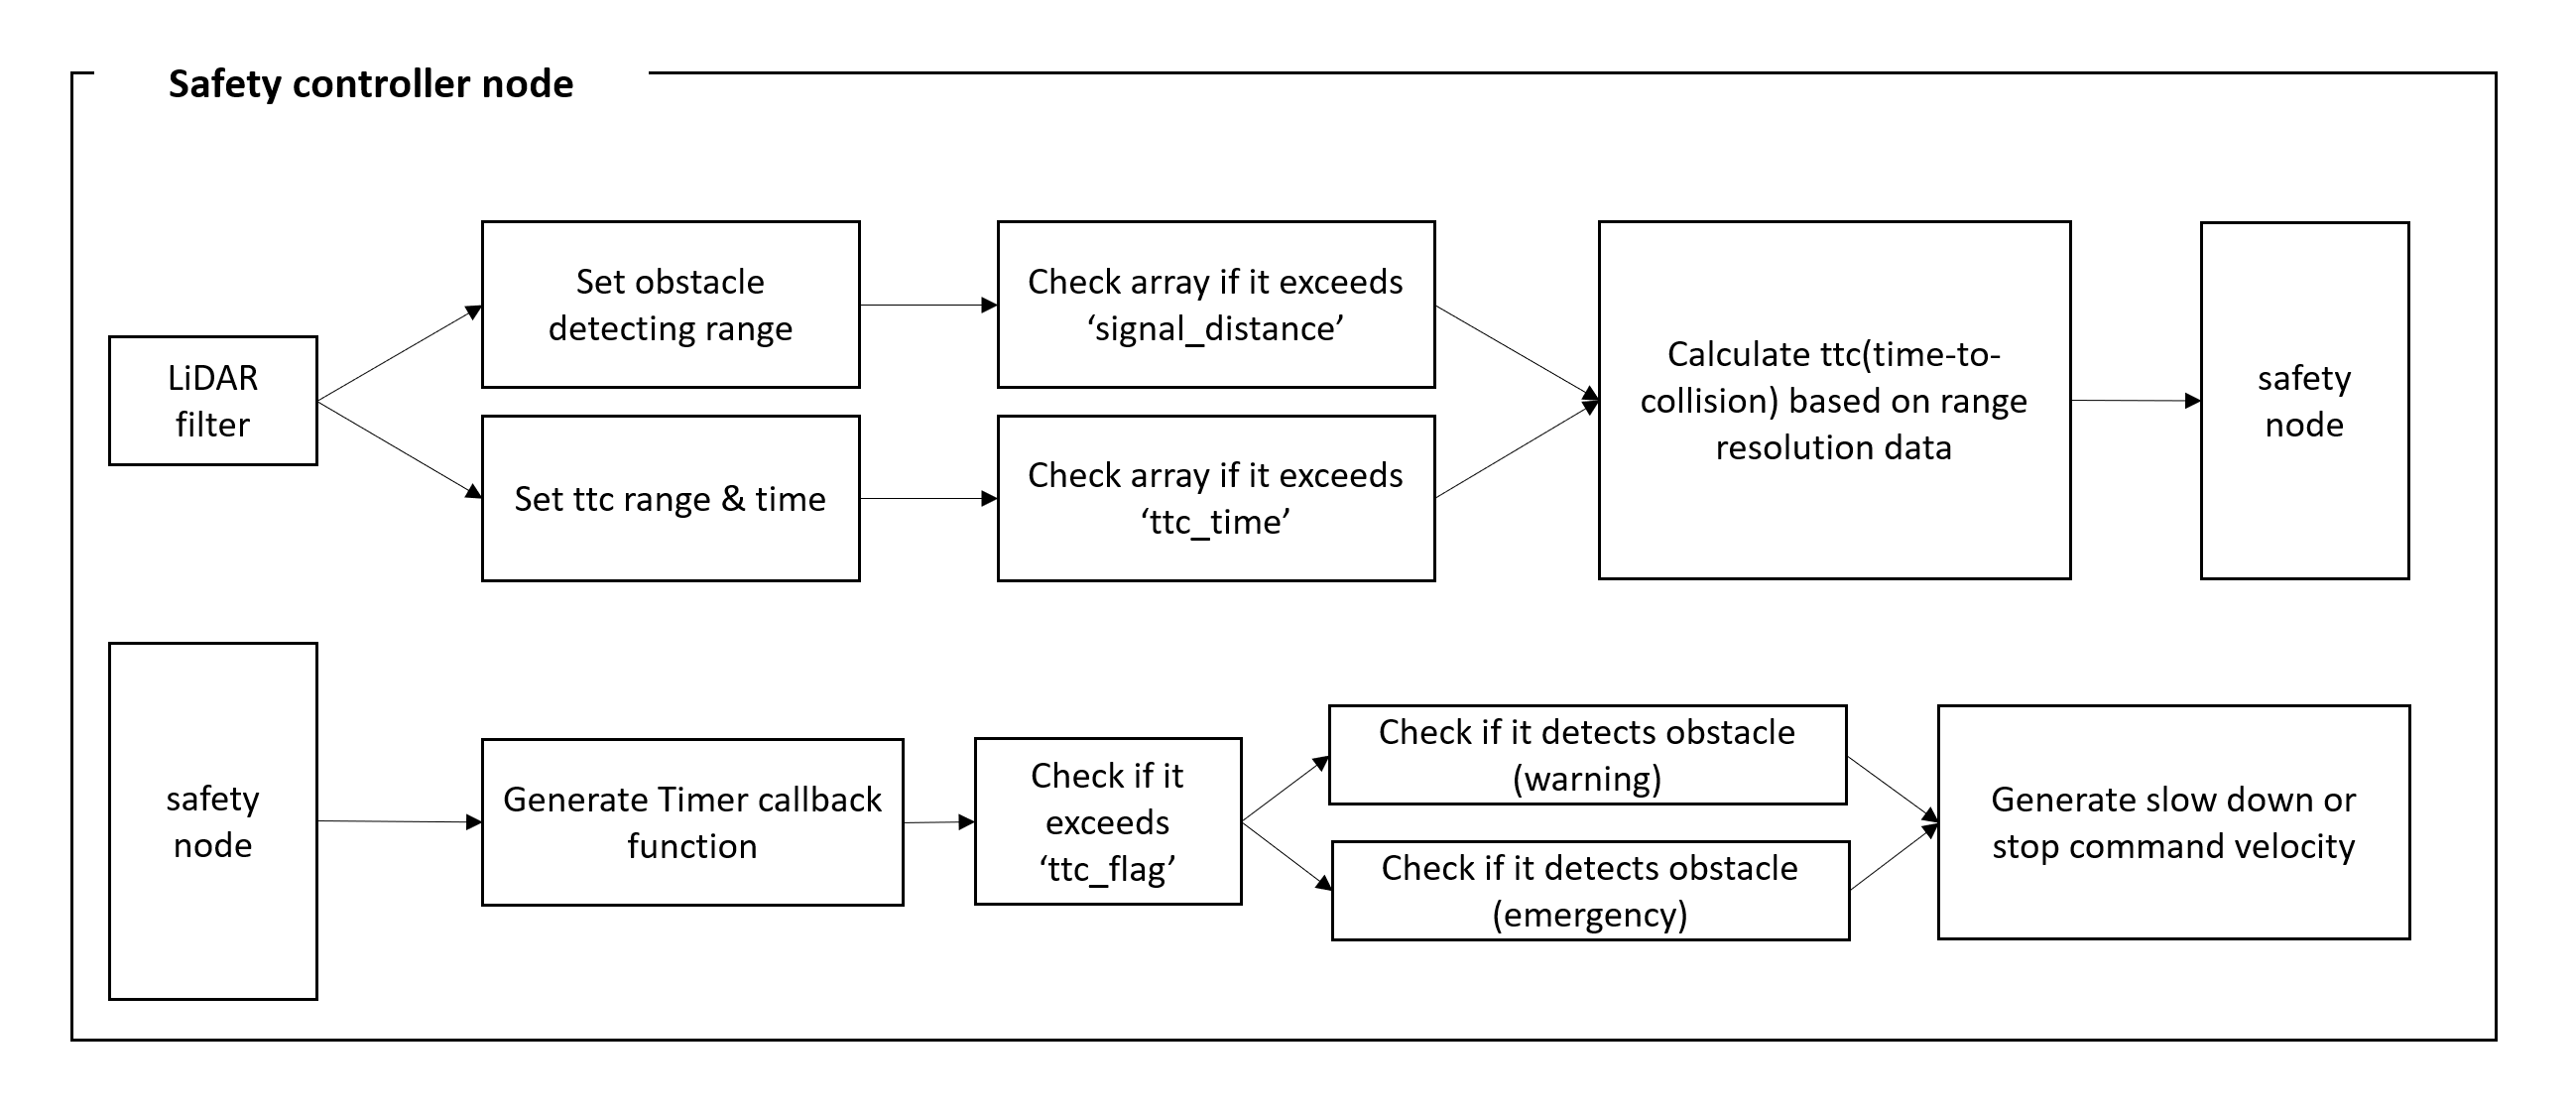 Safety controller node
LiDAR
filter
Set obstacle
detecting range
Set ttc range & time
Check array if it exceeds
‘signal_distance’
Check array if it exceeds
‘ttc_time’
Calculate ttc(time-to-
collision) based on range
resolution data
safety
node
safety
node
Generate Timer callback
function
Check if it
exceeds
‘ttc_flag’
Check if it detects obstacle
(warning)
Check if it detects obstacle
(emergency)
Generate slow down or
stop command velocity